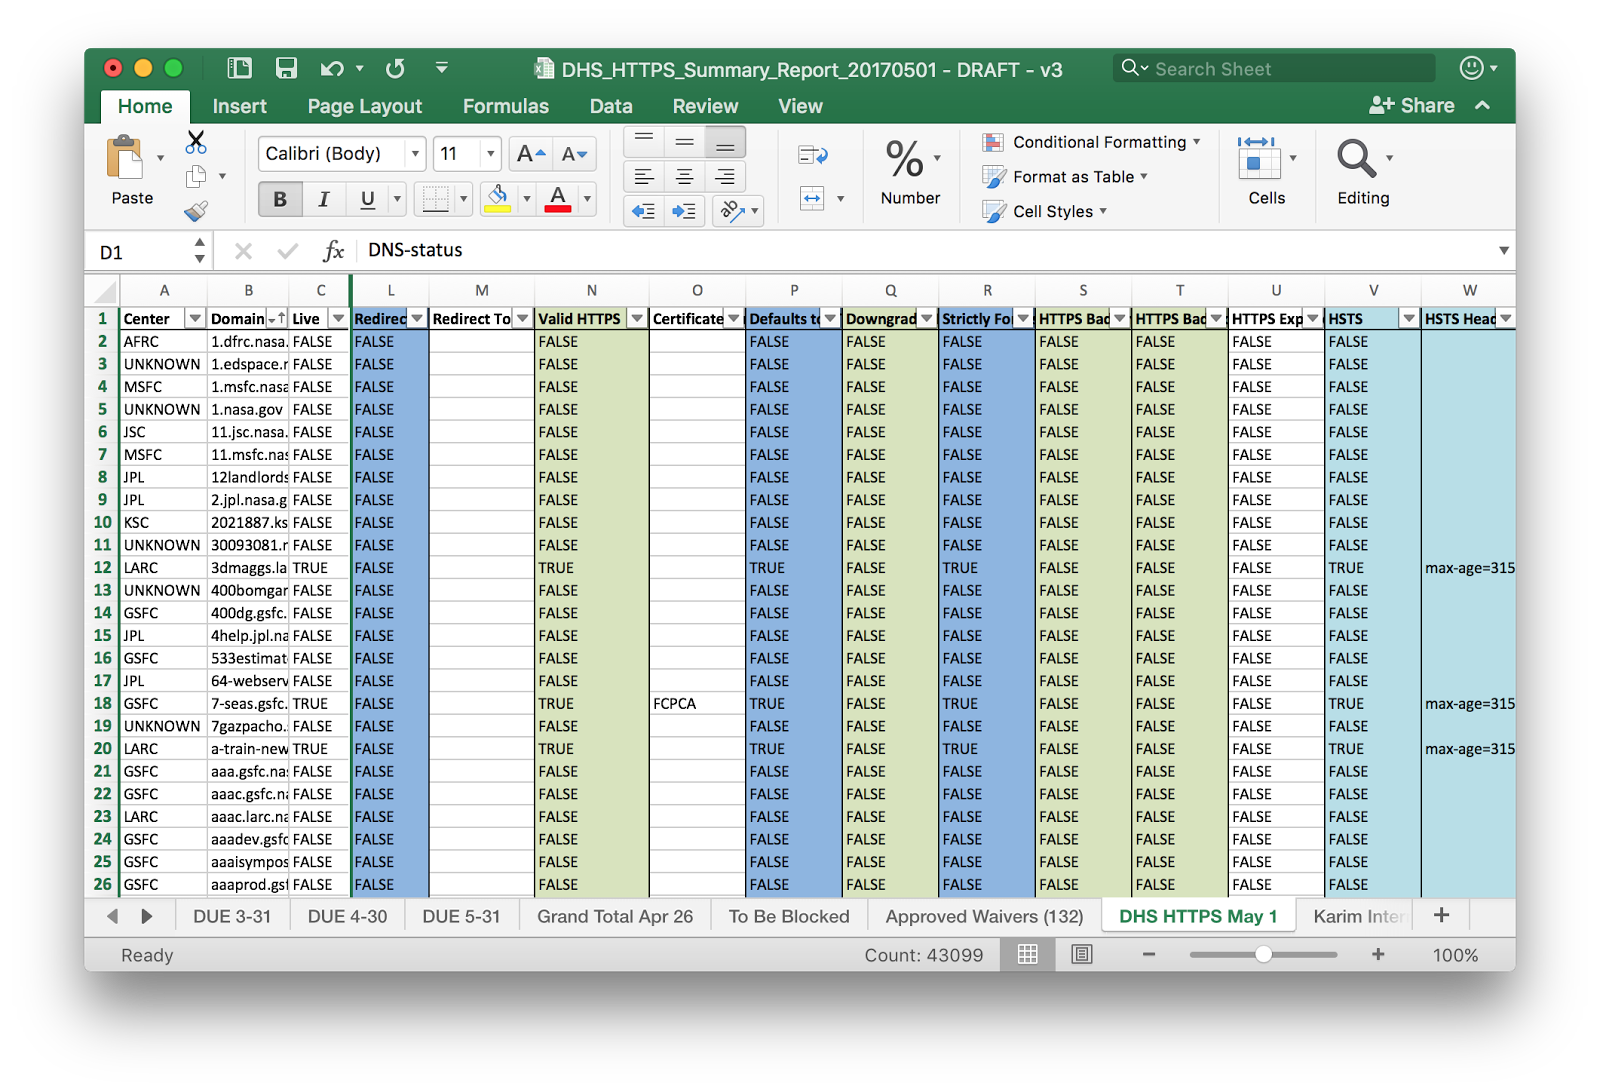 DHS_HTTPS_Summary_Report_20170501 - DRAFT - v3
Search Sheet
Home Insert Page Layout Formulas Data Review View Share
Paste
Calibri (Body) 11
B I U
Number
Conditional Formatting
Format as Table
Cell Styles
Cells
Editing
D1 fx DNS-status
A B C L M N O P Q R S T U V W
1 Center Domain Live Redirec Redirect To Valid HTTPS Certificate Defaults to Downgrad Strictly Fo HTTPS Bac HTTPS Bac HTTPS Exp HSTS HSTS Head
2 AFRC 1.dfrc.nasa. FALSE FALSE FALSE FALSE FALSE FALSE FALSE FALSE FALSE FALSE
3 UNKNOWN 1.edspace.r FALSE FALSE FALSE FALSE FALSE FALSE FALSE FALSE FALSE FALSE
4 MSFC 1.msfc.nasa FALSE FALSE FALSE FALSE FALSE FALSE FALSE FALSE FALSE FALSE
5 UNKNOWN 1.nasa.gov FALSE FALSE FALSE FALSE FALSE FALSE FALSE FALSE FALSE FALSE
6 JSC 11.jsc.nasa. FALSE FALSE FALSE FALSE FALSE FALSE FALSE FALSE FALSE FALSE
7 MSFC 11.msfc.nas FALSE FALSE FALSE FALSE FALSE FALSE FALSE FALSE FALSE FALSE
8 JPL 12landlords FALSE FALSE FALSE FALSE FALSE FALSE FALSE FALSE FALSE FALSE
9 JPL 2.jpl.nasa.g FALSE FALSE FALSE FALSE FALSE FALSE FALSE FALSE FALSE FALSE
10 KSC 2021887.ks FALSE FALSE FALSE FALSE FALSE FALSE FALSE FALSE FALSE FALSE
11 UNKNOWN 30093081.r FALSE FALSE FALSE FALSE FALSE FALSE FALSE FALSE FALSE FALSE
12 LARC 3dmaggs.la TRUE FALSE TRUE TRUE FALSE TRUE FALSE FALSE FALSE TRUE max-age=315
13 UNKNOWN 400bomgar FALSE FALSE FALSE FALSE FALSE FALSE FALSE FALSE FALSE FALSE
14 GSFC 400dg.gsfc. FALSE FALSE FALSE FALSE FALSE FALSE FALSE FALSE FALSE FALSE
15 JPL 4help.jpl.na FALSE FALSE FALSE FALSE FALSE FALSE FALSE FALSE FALSE FALSE
16 GSFC 533estimat FALSE FALSE FALSE FALSE FALSE FALSE FALSE FALSE FALSE FALSE
17 JPL 64-webserv FALSE FALSE FALSE FALSE FALSE FALSE FALSE FALSE FALSE FALSE
18 GSFC 7-seas.gsfc. TRUE FALSE TRUE FCPCA TRUE FALSE TRUE FALSE FALSE FALSE TRUE max-age=315
19 UNKNOWN 7gazpacho. FALSE FALSE FALSE FALSE FALSE FALSE FALSE FALSE FALSE FALSE
20 LARC a-train-new TRUE FALSE TRUE TRUE FALSE TRUE FALSE FALSE FALSE TRUE max-age=315
21 GSFC aaa.gsfc.nas FALSE FALSE FALSE FALSE FALSE FALSE FALSE FALSE FALSE FALSE
22 GSFC aaac.gsfc.na FALSE FALSE FALSE FALSE FALSE FALSE FALSE FALSE FALSE FALSE
23 LARC aaac.larc.na FALSE FALSE FALSE FALSE FALSE FALSE FALSE FALSE FALSE FALSE
24 GSFC aaadev.gsfc FALSE FALSE FALSE FALSE FALSE FALSE FALSE FALSE FALSE FALSE
25 GSFC aaaisympos FALSE FALSE FALSE FALSE FALSE FALSE FALSE FALSE FALSE FALSE
26 GSFC aaaprod.gsf FALSE FALSE FALSE FALSE FALSE FALSE FALSE FALSE FALSE FALSE
DUE 3-31 DUE 4-30 DUE 5-31 Grand Total Apr 26 To Be Blocked Approved Waivers (132) DHS HTTPS May 1 Karim Inter
Ready Count: 43099 100%